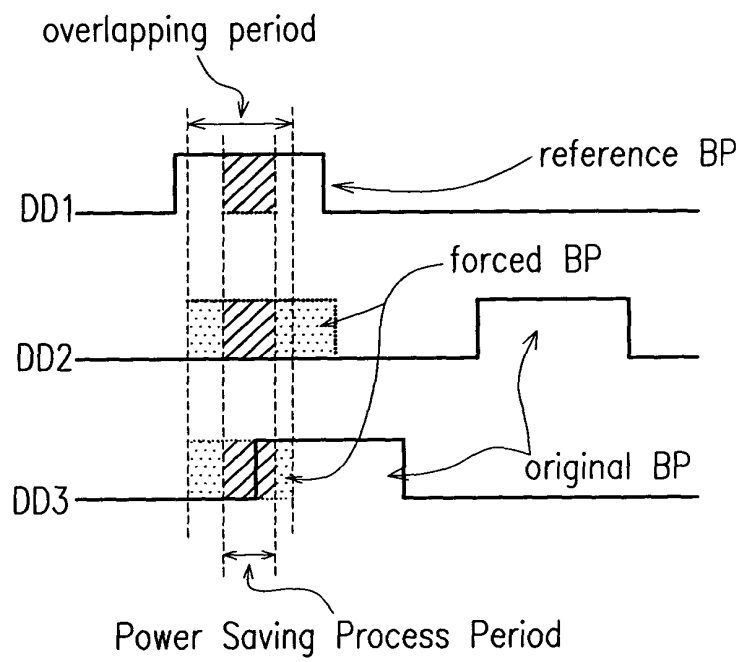 overlapping period
reference BP
DD1
forced BP
DD2
original BP
DD3
Power Saving Process Period